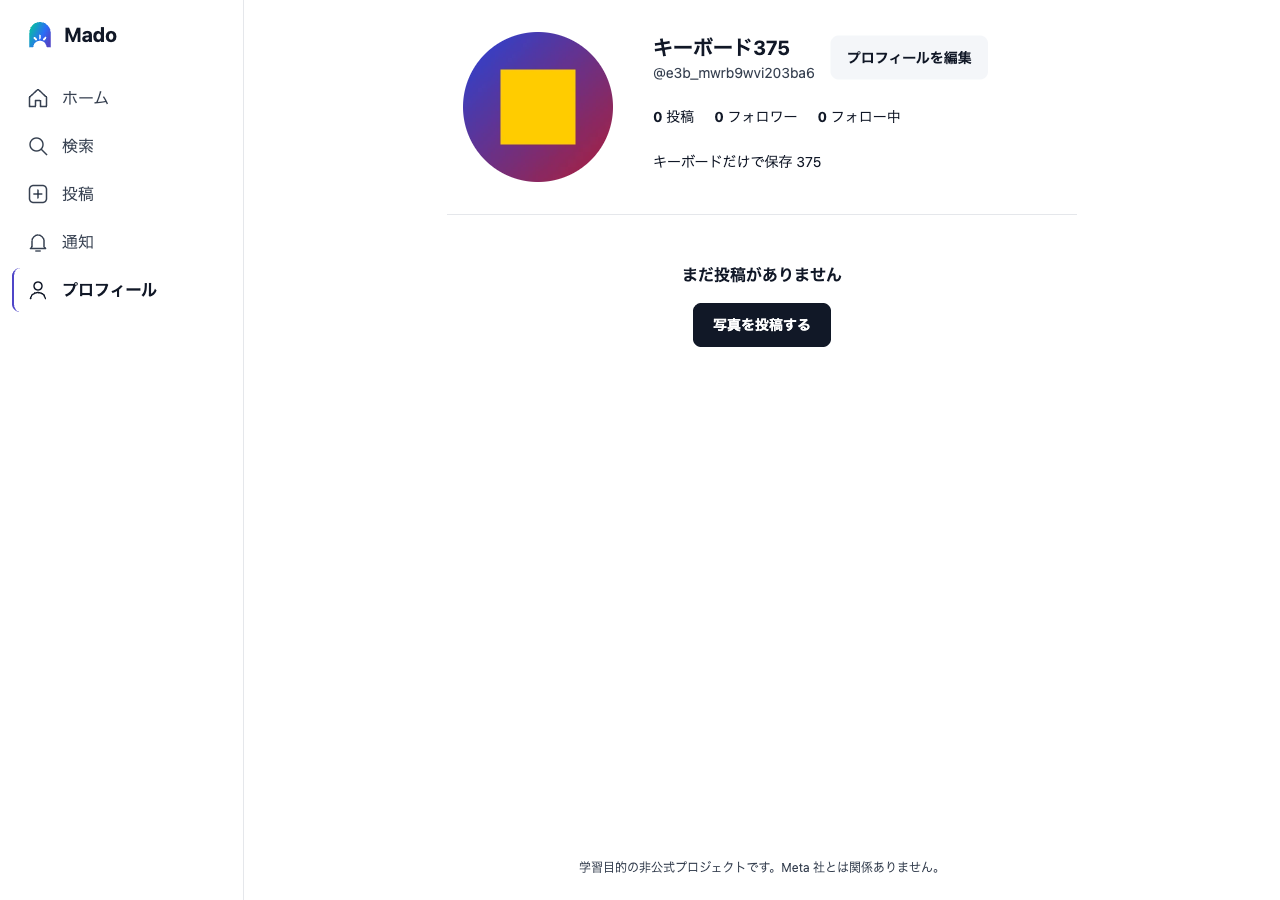 Mado
ホーム
検索
投稿
通知
プロフィール
キーボード375
@e3b_mwrb9wvi203ba6
プロフィールを編集
0 投稿 0 フォロワー 0 フォロー中
キーボードだけで保存 375
まだ投稿がありません
写真を投稿する
学習目的の非公式プロジェクトです。Meta 社とは関係ありません。